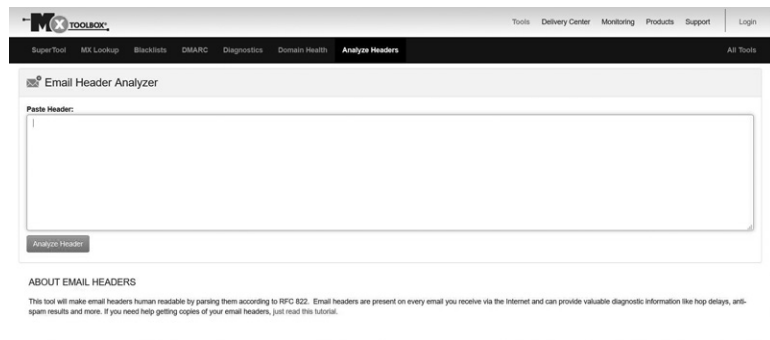 MX TOOLBOX
Tools Delivery Center Monitoring Products Support Login
SuperTool MX Lookup Blacklists DMARC Diagnostics Domain Health Analyze Headers All Tools
Email Header Analyzer
Paste Header:
Analyze Header
ABOUT EMAIL HEADERS
This tool will make email headers human readable by parsing them according to RFC 822. Email headers are present on every email you receive via the Internet and can provide valuable diagnostic information like hop delays, anti-
spam results and more. If you need help getting copies of your email headers, just read this tutorial.